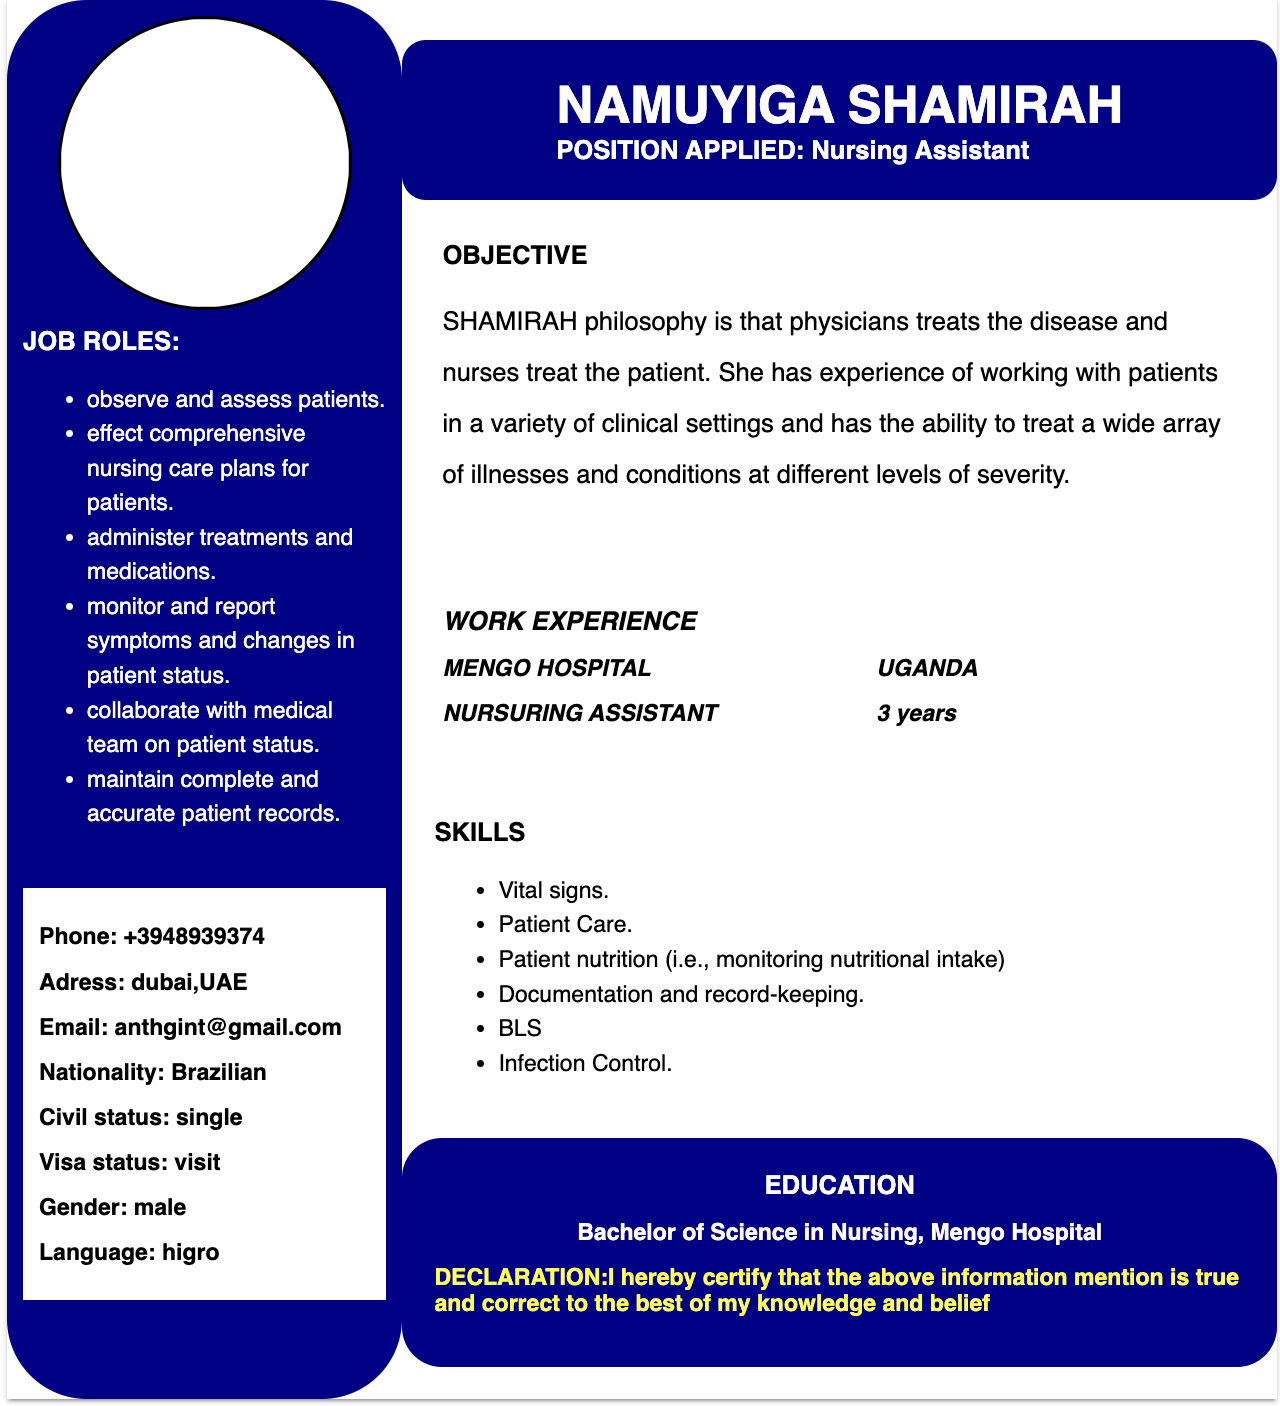 NAMUYIGA SHAMIRAH
POSITION APPLIED: Nursing Assistant
JOB ROLES:
• observe and assess patients.
• effect comprehensive
nursing care plans for
patients.
• administer treatments and
medications.
• monitor and report
symptoms and changes in
patient status.
• collaborate with medical
team on patient status.
• maintain complete and
accurate patient records.
Phone: +3948939374
Adress: dubai,UAE
Email: anthgint@gmail.com
Nationality: Brazilian
Civil status: single
Visa status: visit
Gender: male
Language: higro
OBJECTIVE
SHAMIRAH philosophy is that physicians treats the disease and
nurses treat the patient. She has experience of working with patients
in a variety of clinical settings and has the ability to treat a wide array
of illnesses and conditions at different levels of severity.
WORK EXPERIENCE
MENGO HOSPITAL UGANDA
NURSURING ASSISTANT 3 years
SKILLS
• Vital signs.
• Patient Care.
• Patient nutrition (i.e., monitoring nutritional intake)
• Documentation and record-keeping.
• BLS
• Infection Control.
EDUCATION
Bachelor of Science in Nursing, Mengo Hospital
DECLARATION:I hereby certify that the above information mention is true
and correct to the best of my knowledge and belief